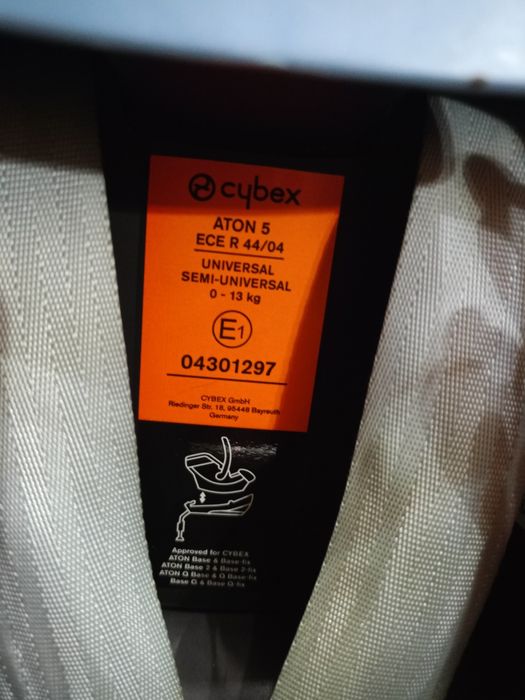 cybex
ATON 5
ECE R 44/04
UNIVERSAL
SEMI-UNIVERSAL
0 - 13 kg
E1
04301297
CYBEX GmbH
Riedinger Str. 18, 95448 Bayreuth
Germany
Approved for CYBEX
ATON Base & Base-fix
ATON Base 2 & Base 2-fix
ATON Q Base & Q Base-fix
Base Q & Base Q-fix